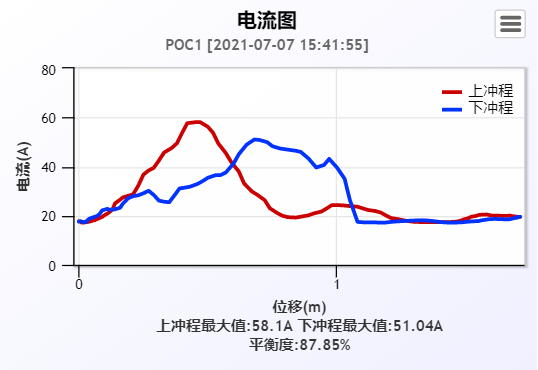 电流图
POC1 [2021-07-07 15:41:55]
80
上冲程
下冲程
60
40
20
0
电流(A)
0
1
位移(m)
上冲程最大值:58.1A 下冲程最大值:51.04A
平衡度:87.85%